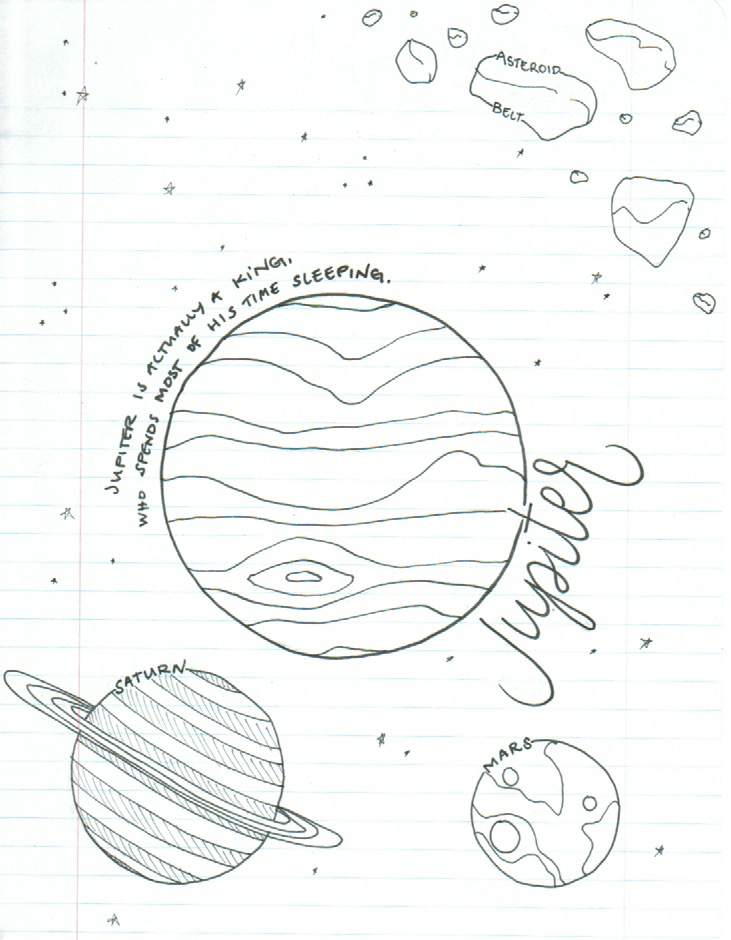 ASTEROID
BELT
JUPITER IS ACTUALLY A KING,
WHO SPENDS MOST OF HIS TIME SLEEPING.
Jupiter
SATURN
MARS